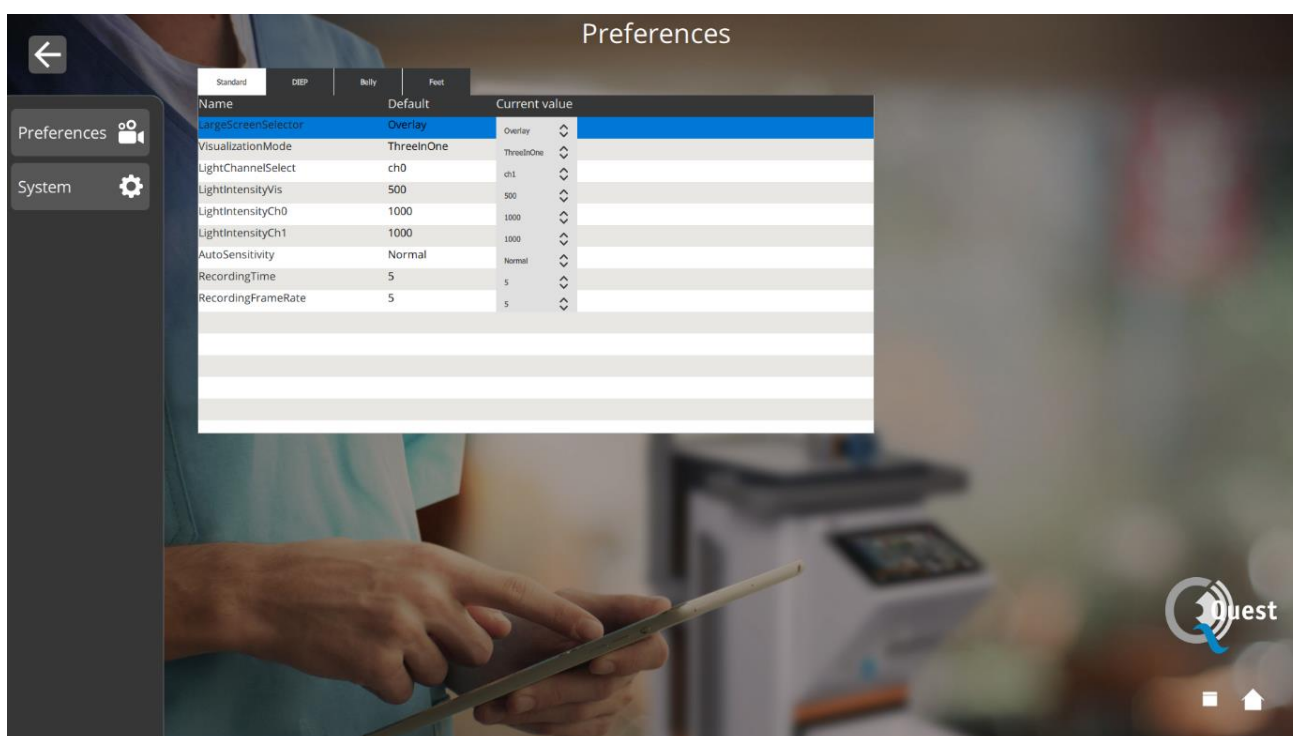 Preferences
Standard DIEP Belly Feet
Name Default Current value
LargeScreenSelector Overlay Overlay
VisualizationMode ThreeInOne ThreeInOne
LightChannelSelect ch0 ch1
LightIntensityVis 500 500
LightIntensityCh0 1000 1000
LightIntensityCh1 1000 1000
AutoSensitivity Normal Normal
RecordingTime 5 5
RecordingFrameRate 5 5
Preferences
System
Quest